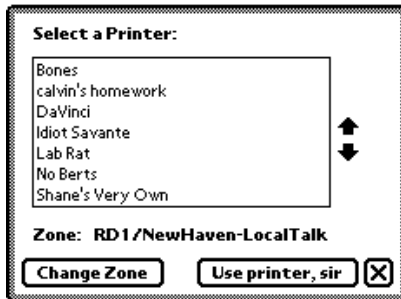 Select a Printer:
Bones
calvin's homework
DaVinci
Idiot Savante
Lab Rat
No Berts
Shane's Very Own
Zone: RD1/NewHaven-LocalTalk
Change Zone
Use printer, sir